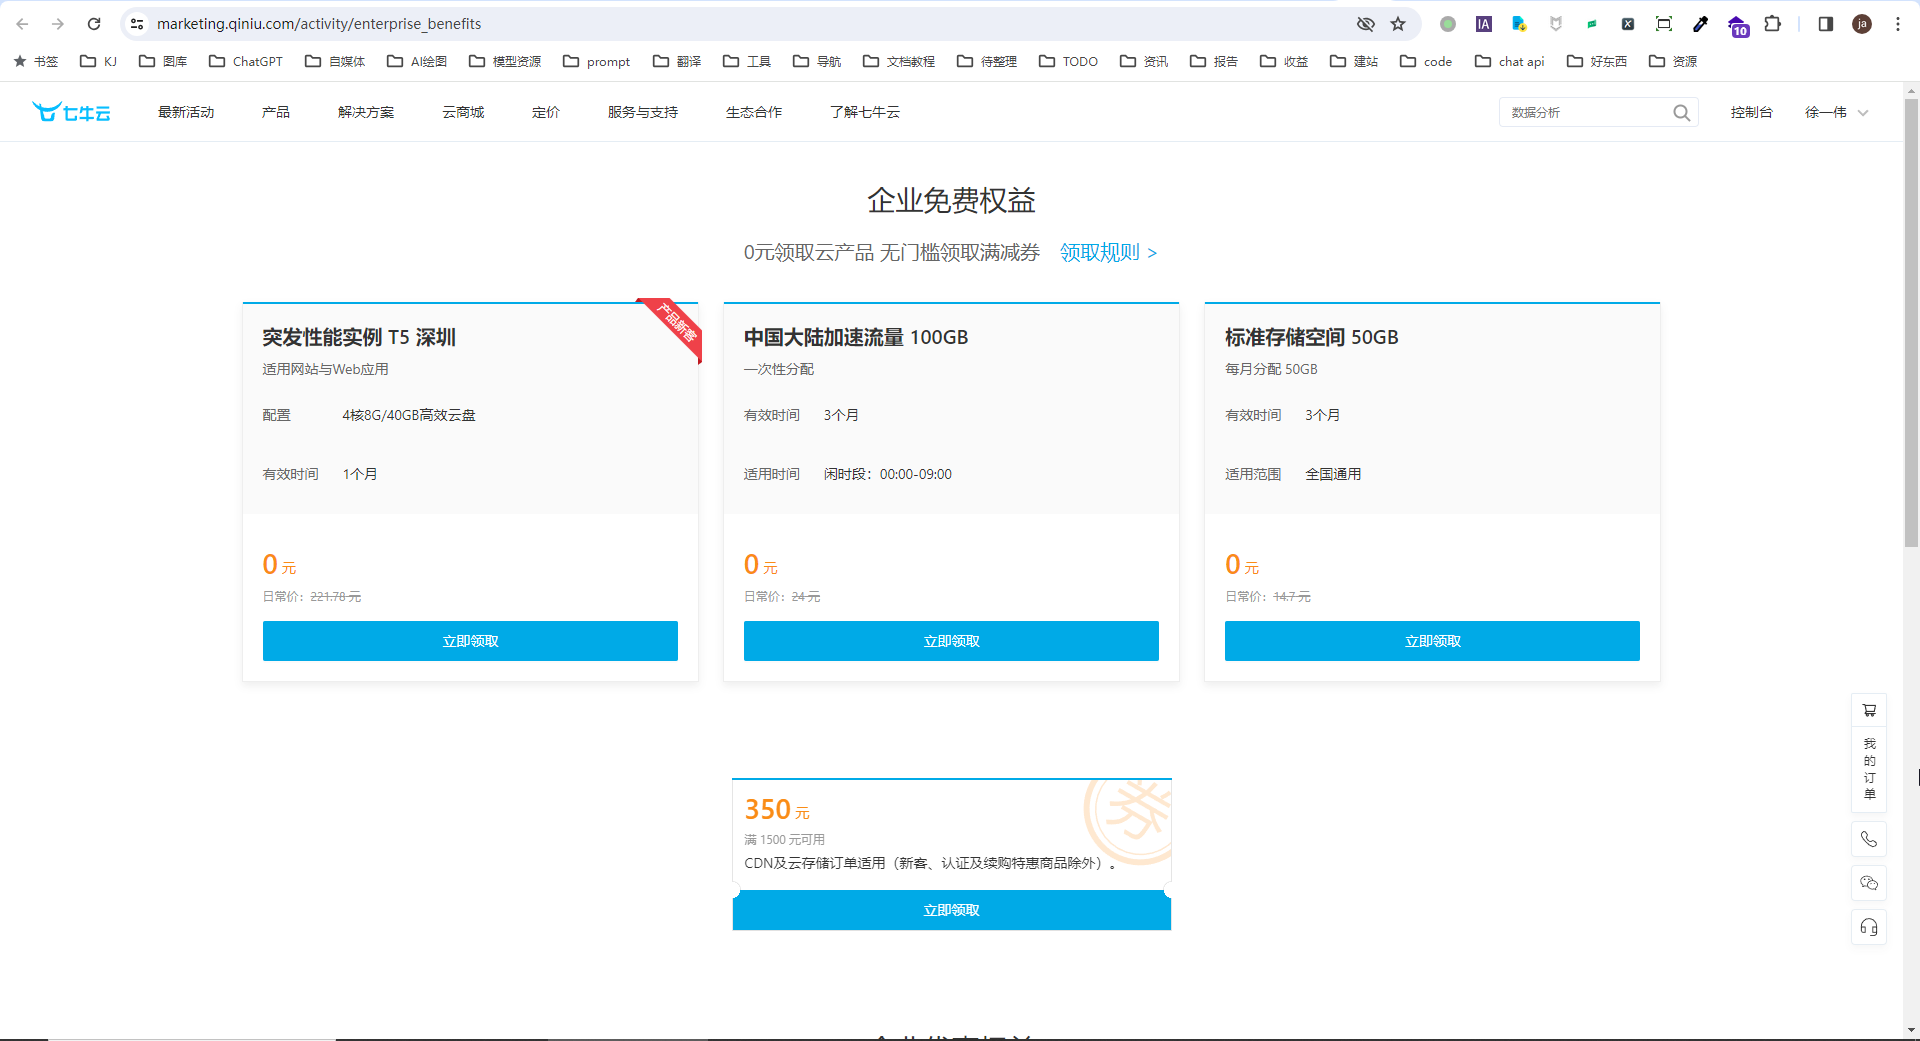 marketing.qiniu.com/activity/enterprise_benefits
IA
X
10
ja
书签 KJ 图库 ChatGPT 自媒体 AI绘图 模型资源 prompt 翻译 工具 导航 文档教程 待整理 TODO 资讯 报告 收益 建站 code chat api 好东西 资源
七牛云 最新活动 产品 解决方案 云商城 定价 服务与支持 生态合作 了解七牛云 数据分析 控制台 徐一伟
企业免费权益
0元领取云产品 无门槛领取满减券 领取规则 >
突发性能实例 T5 深圳
产品新客
适用网站与Web应用
配置 4核8G/40GB高效云盘
有效时间 1个月
0 元
日常价：221.78 元
立即领取
中国大陆加速流量 100GB
一次性分配
有效时间 3个月
适用时间 闲时段：00:00-09:00
0 元
日常价：24 元
立即领取
标准存储空间 50GB
每月分配 50GB
有效时间 3个月
适用范围 全国通用
0 元
日常价：14.7 元
立即领取
350 元
券
满 1500 元可用
CDN及云存储订单适用（新客、认证及续购特惠商品除外）。
立即领取
我的订单